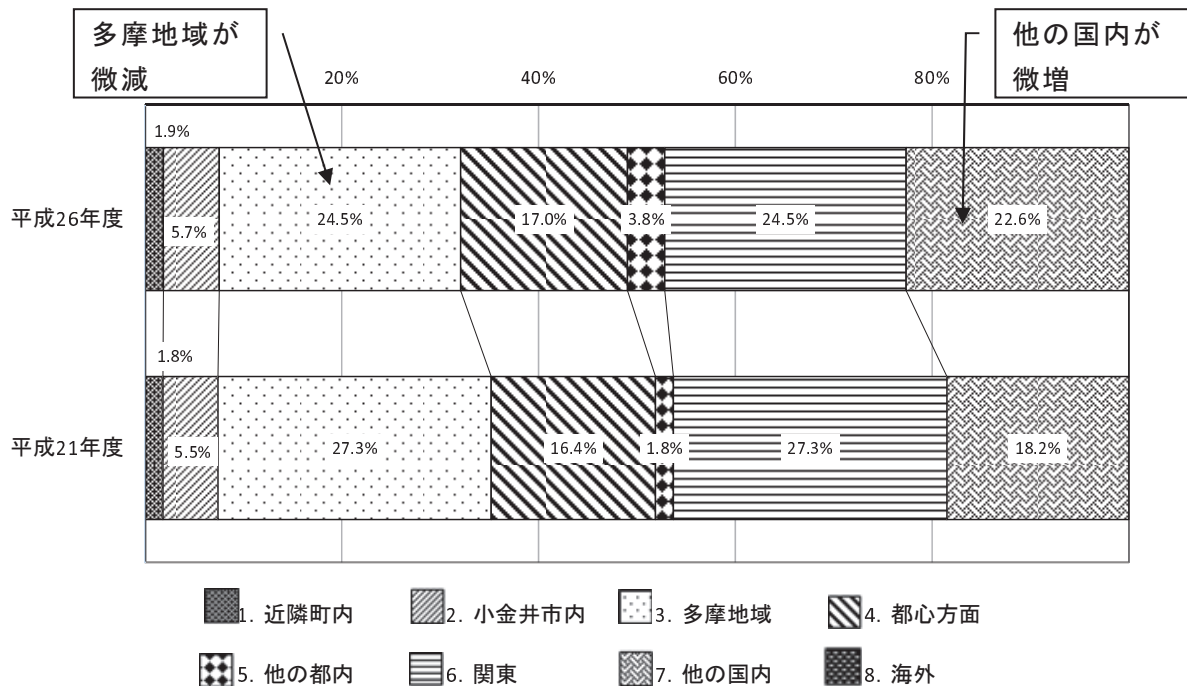 多摩地域が
微減
他の国内が
微増
20% 40% 60% 80%
1.9%
平成26年度 5.7% 24.5% 17.0% 3.8% 24.5% 22.6%
1.8%
平成21年度 5.5% 27.3% 16.4% 1.8% 27.3% 18.2%
1. 近隣町内 2. 小金井市内 3. 多摩地域 4. 都心方面
5. 他の都内 6. 関東 7. 他の国内 8. 海外